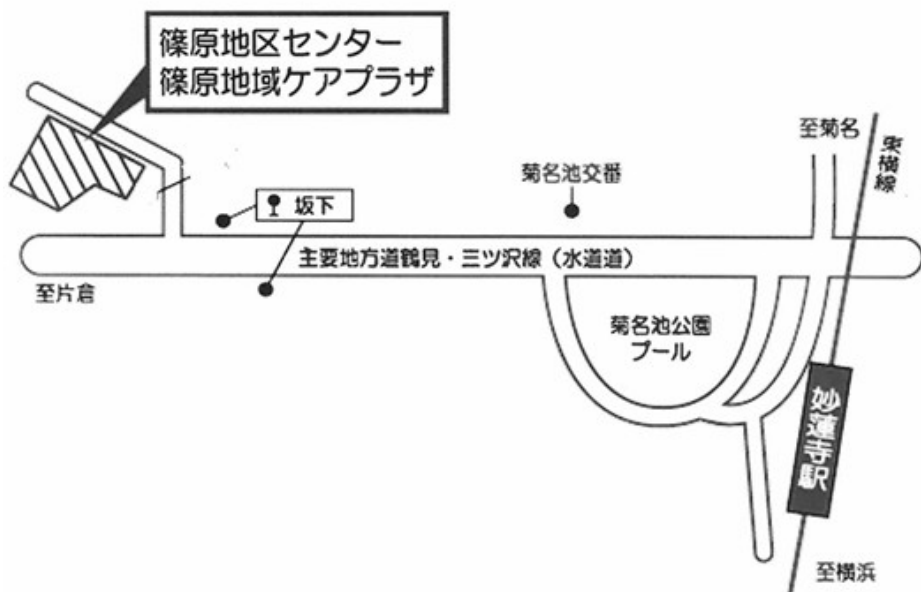 篠原地区センター
篠原地域ケアプラザ
至菊名
東横線
菊名池交番
坂下
主要地方道鶴見・三ツ沢線(水道道)
至片倉
菊名池公園
プール
妙蓮寺駅
至横浜